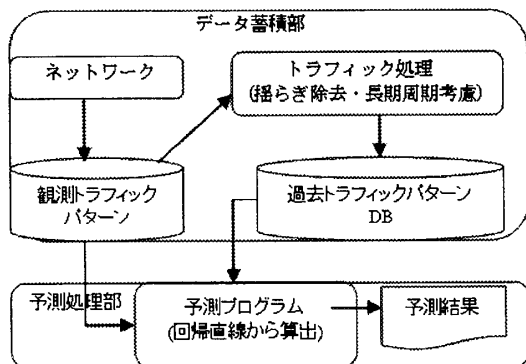 データ蓄積部
ネットワーク
トラフィック処理
(揺らぎ除去・長期周期考慮)
観測トラフィック
パターン
過去トラフィックパターン
DB
予測処理部
予測プログラム
(回帰直線から算出)
予測結果